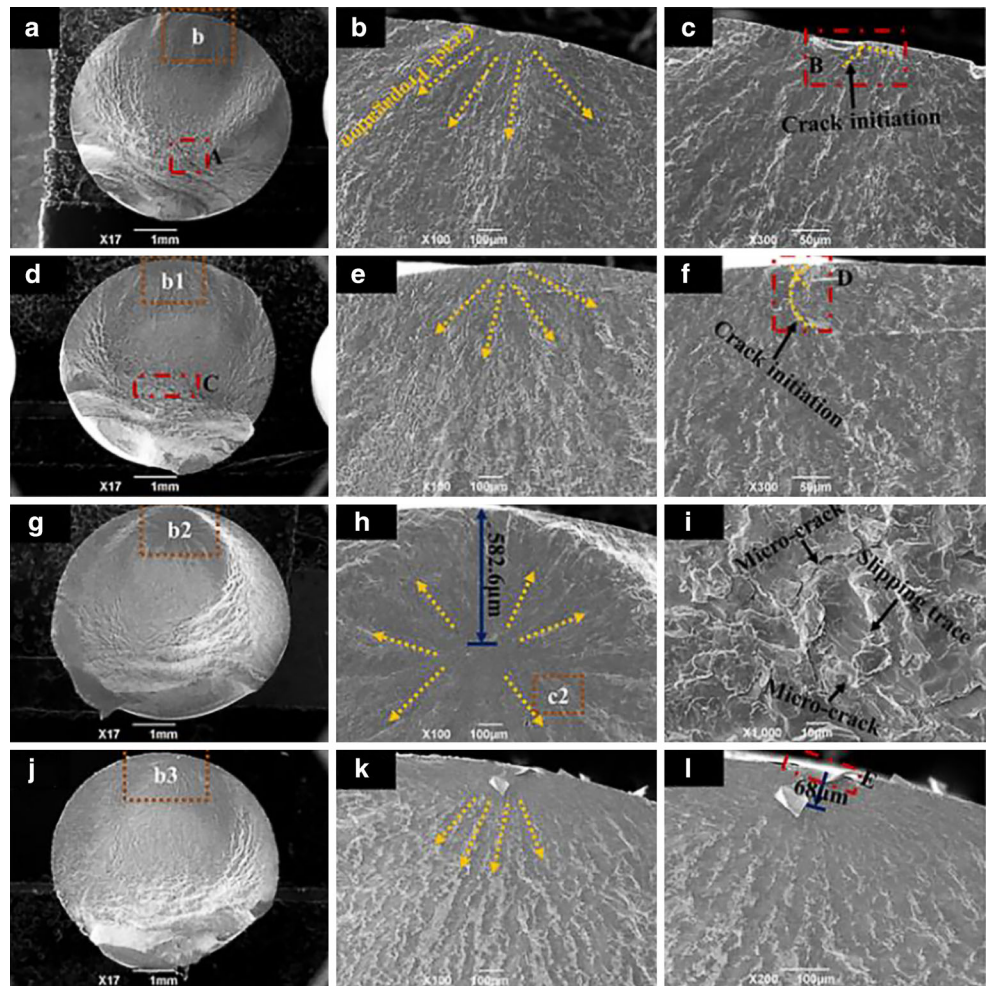 a
b
A
X17 1mm
b
Crack Propagation
X100 100μm
c
B
Crack initiation
X300 50μm
d
b1
C
X17 1mm
e
X100 100μm
f
D
Crack initiation
X300 50μm
g
b2
X17 1mm
h
582.6μm
c2
X100 100μm
i
Micro-crack
Slipping trace
Micro-crack
X1,000 10μm
j
b3
X17 1mm
k
X100 100μm
l
E
68μm
X200 100μm